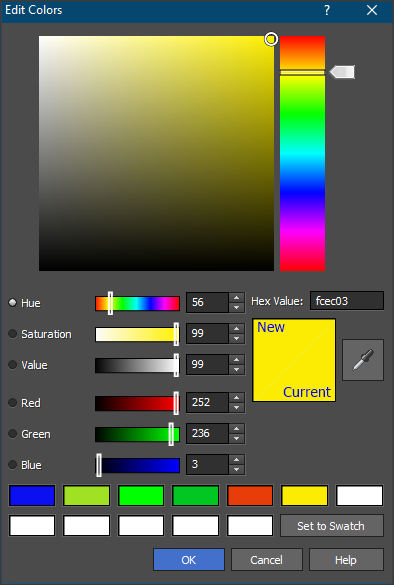 Edit Colors ?
Hue 56 Hex Value: fcec03
Saturation 99 New
Value 99
Current
Red 252
Green 236
Blue 3
Set to Swatch
OK Cancel Help